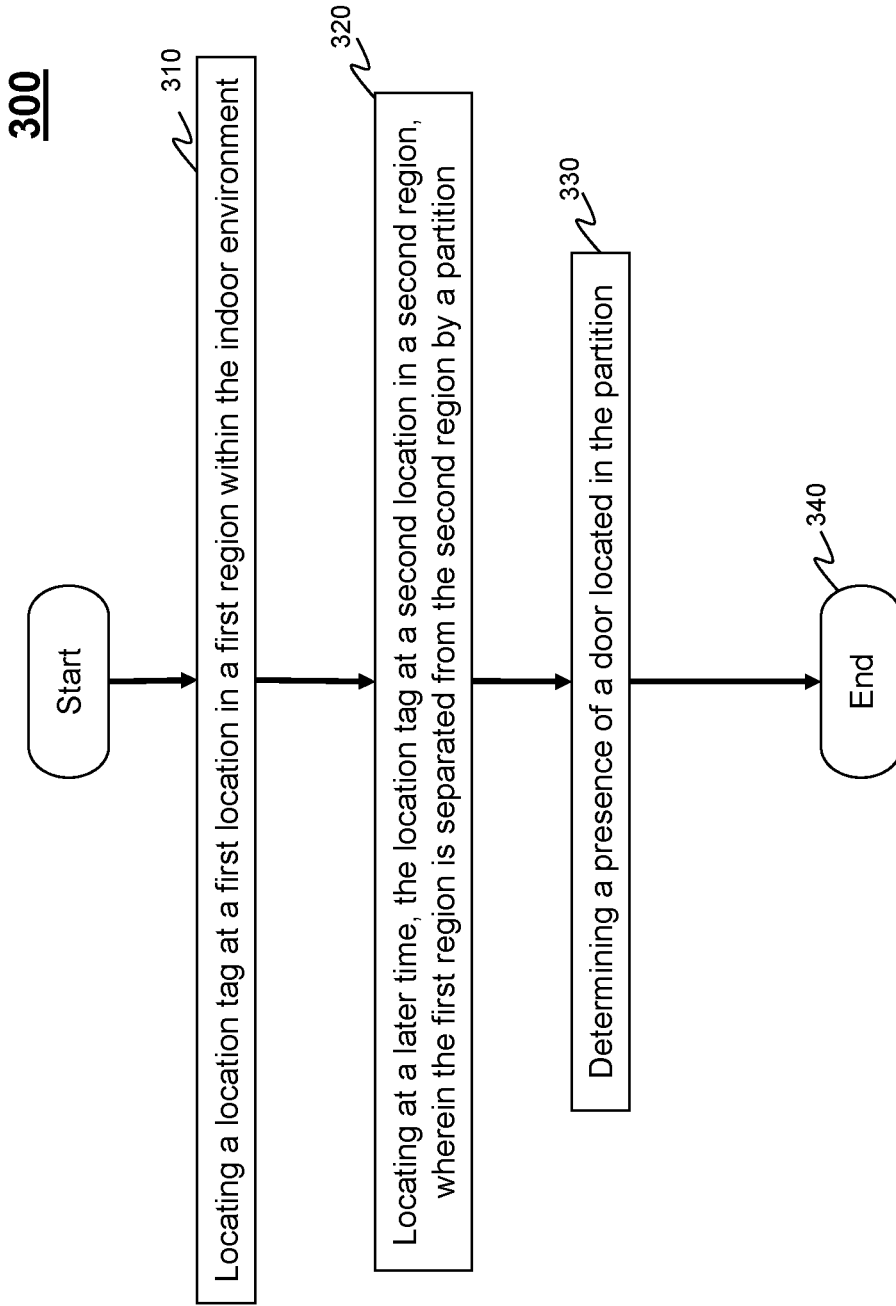 300
Start
310
Locating a location tag at a first location in a first region within the indoor environment
320
Locating at a later time, the location tag at a second location in a second region,
wherein the first region is separated from the second region by a partition
330
Determining a presence of a door located in the partition
340
End